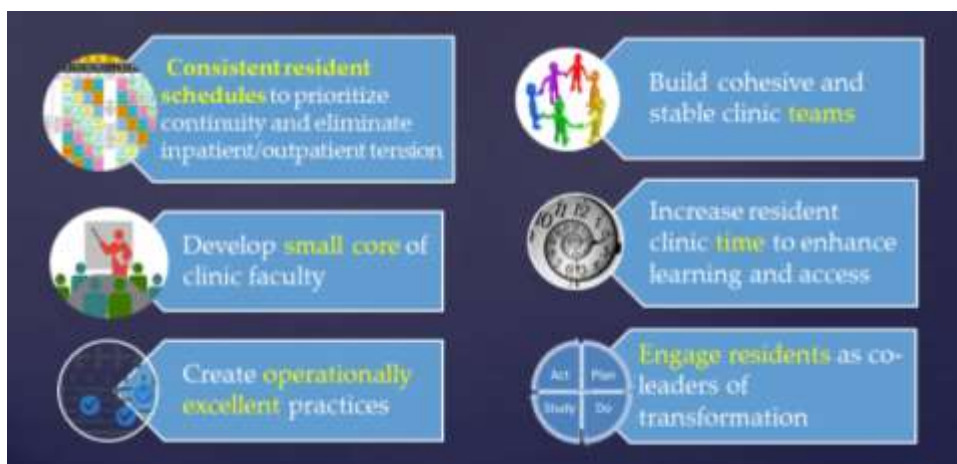 Consistent resident
schedules to prioritize
continuity and eliminate
inpatient/outpatient tension
Develop small core of
clinic faculty
Create operationally
excellent practices
Build cohesive and
stable clinic teams
Increase resident
clinic time to enhance
learning and access
Engage residents as co-
leaders of
transformation
Act Plan
Study Do